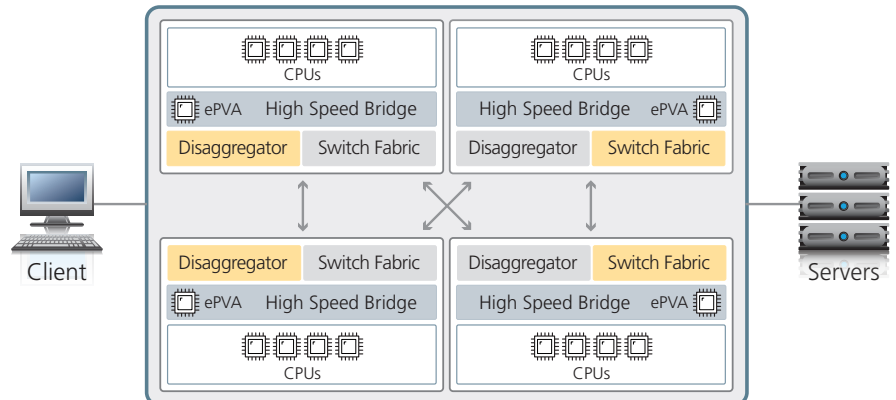 CPUs
CPUs
ePVA High Speed Bridge
High Speed Bridge ePVA
Disaggregator Switch Fabric
Disaggregator Switch Fabric
Client
Servers
Disaggregator Switch Fabric
Disaggregator Switch Fabric
ePVA High Speed Bridge
High Speed Bridge ePVA
CPUs
CPUs